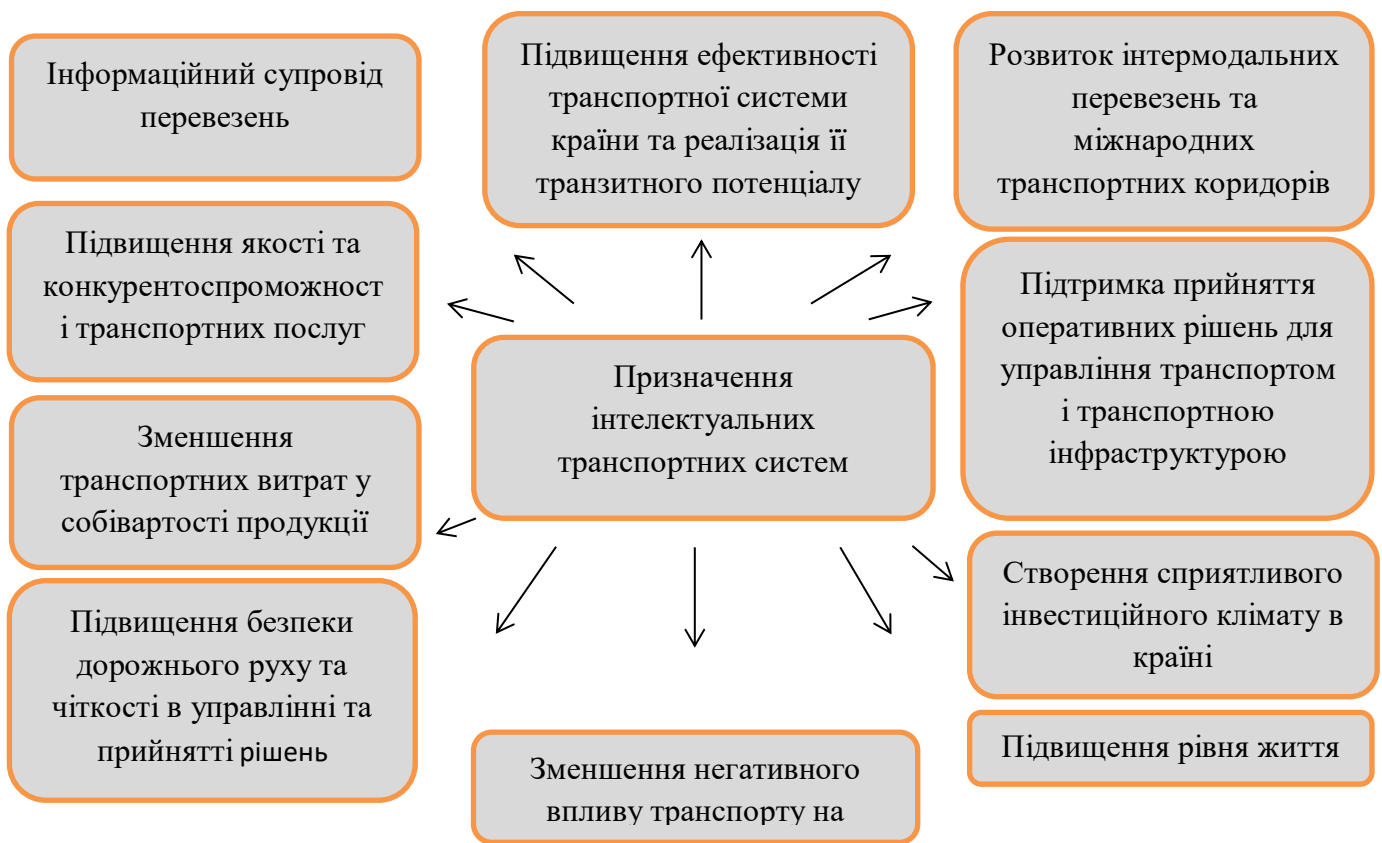 Інформаційний супровід
перевезень
Підвищення ефективності
транспортної системи
країни та реалізація її
транзитного потенціалу
Розвиток інтермодальних
перевезень та
міжнародних
транспортних коридорів
Підвищення якості та
конкурентоспроможност
і транспортних послуг
Призначення
інтелектуальних
транспортних систем
Підтримка прийняття
оперативних рішень для
управління транспортом
і транспортною
інфраструктурою
Зменшення
транспортних витрат у
собівартості продукції
Створення сприятливого
інвестиційного клімату в
країні
Підвищення безпеки
дорожнього руху та
чіткості в управлінні та
прийнятті рішень
Зменшення негативного
впливу транспорту на
Підвищення рівня життя